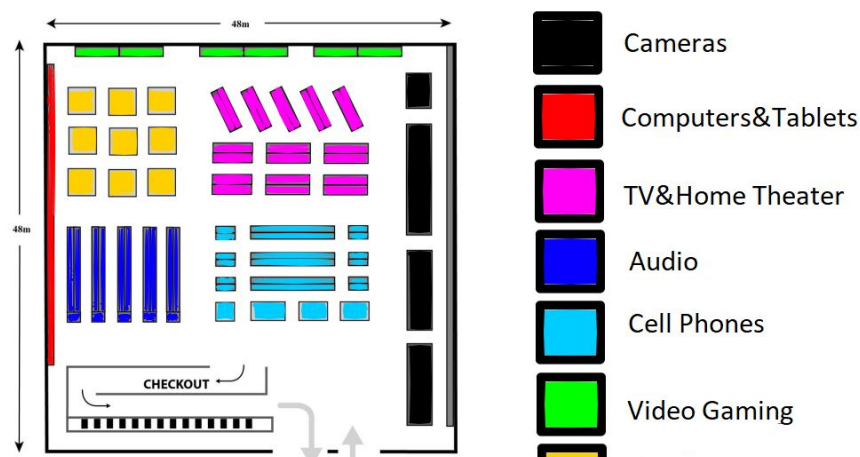 48m
Cameras
Computers&Tablets
TV&Home Theater
48m
Audio
Cell Phones
CHECKOUT
Video Gaming